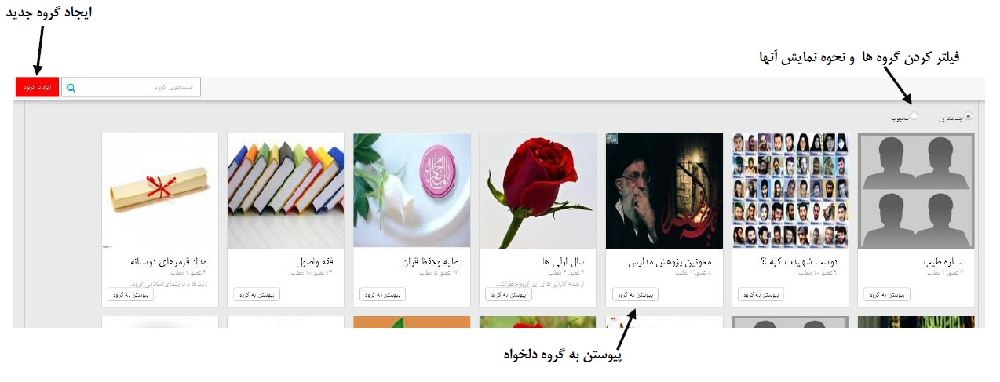 ایجاد گروه جدید
فیلتر کردن گروه ها و نحوه نمایش آنها
ایجاد گروه
جستجوی گروه
جدیدترین
محبوب
ستاره طیب
۳ عضو, ۱ مطلب
پیوستن به گروه
دوست شهیدت کیه ؟!
۹ عضو, ۱۰ مطلب
پیوستن به گروه
معاونین پژوهش مدارس
۸ عضو, ۳ مطلب
پیوستن به گروه
سال اولی ها
۹ عضو, ۴ مطلب
از جمله کارایی های این گروه خاطرات...
پیوستن به گروه
طلبه وحفظ قران
۱۷ عضو, ۵ مطلب
پیوستن به گروه
فقه واصول
۱۴ عضو, ۱۰ مطلب
پیوستن به گروه
مداد قرمزهای دوستانه
۶ عضو, ۱ مطلب
بایدها و نبایدهای اسلامی گروه...
پیوستن به گروه
پیوستن به گروه دلخواه